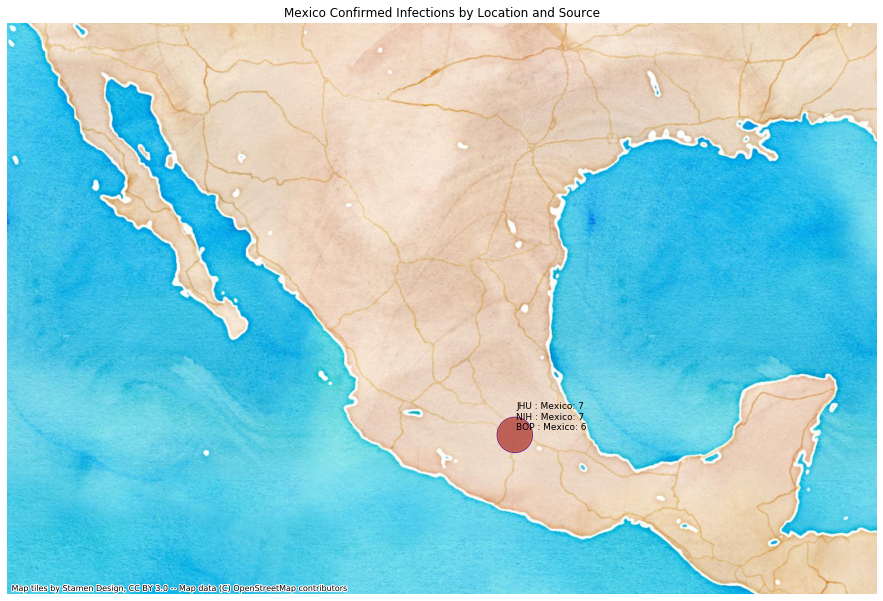 Mexico Confirmed Infections by Location and Source
JHU : Mexico: 7
NIH : Mexico: 7
BOP : Mexico: 6
Map tiles by Stamen Design, CC BY 3.0 -- Map data (C) OpenStreetMap contributors